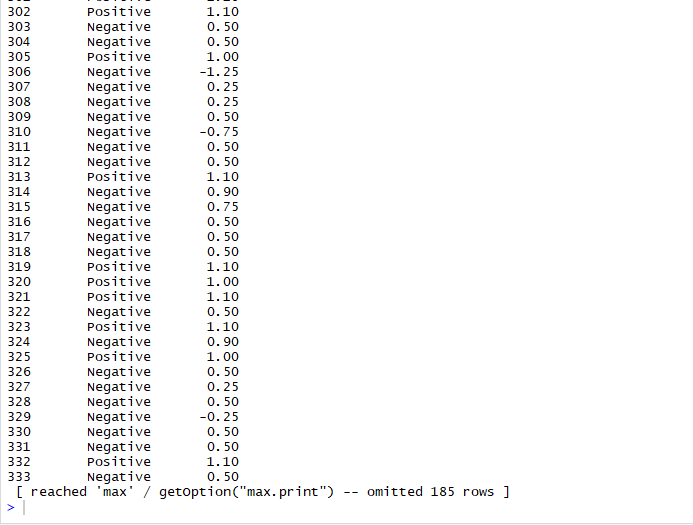 302       Positive       1.10
303       Negative       0.50
304       Negative       0.50
305       Positive       1.00
306       Negative      -1.25
307       Negative       0.25
308       Negative       0.25
309       Negative       0.50
310       Negative      -0.75
311       Negative       0.50
312       Negative       0.50
313       Positive       1.10
314       Negative       0.90
315       Negative       0.75
316       Negative       0.50
317       Negative       0.50
318       Negative       0.50
319       Positive       1.10
320       Positive       1.00
321       Positive       1.10
322       Negative       0.50
323       Positive       1.10
324       Negative       0.90
325       Positive       1.00
326       Negative       0.50
327       Negative       0.25
328       Negative       0.50
329       Negative      -0.25
330       Negative       0.50
331       Negative       0.50
332       Positive       1.10
333       Negative       0.50
 [ reached 'max' / getOption("max.print") -- omitted 185 rows ]
>